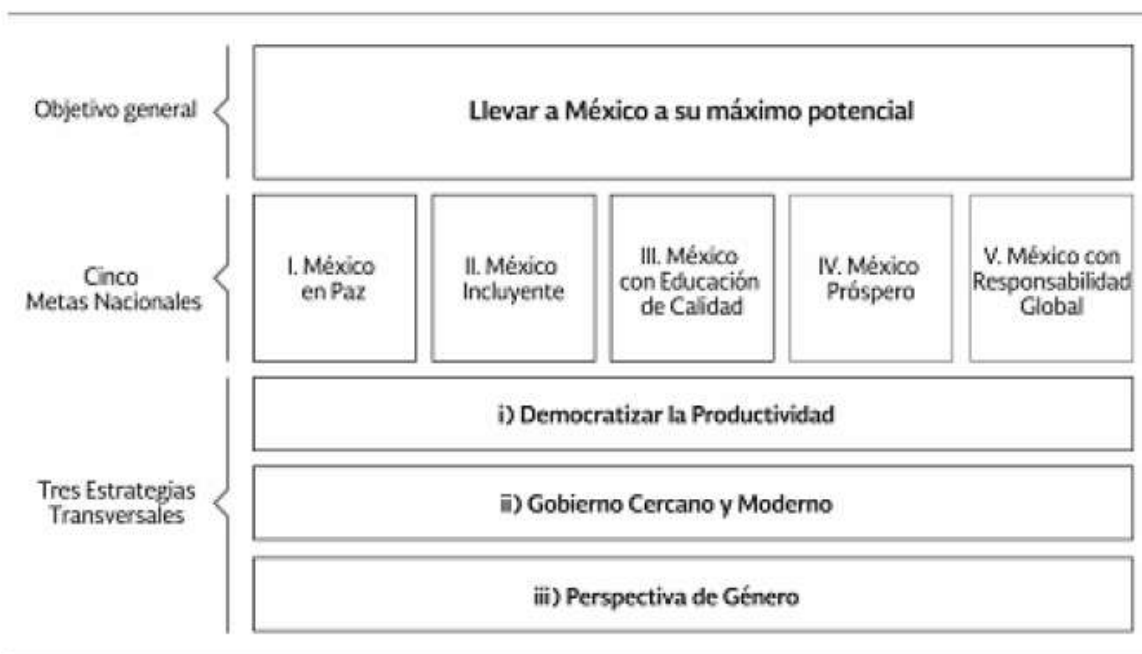 Objetivo general
Llevar a México a su máximo potencial
Cinco
Metas Nacionales
I. México
en Paz
II. México
Incluyente
III. México
con Educación
de Calidad
IV. México
Próspero
V. México con
Responsabilidad
Global
Tres Estrategias
Transversales
i) Democratizar la Productividad
ii) Gobierno Cercano y Moderno
iii) Perspectiva de Género